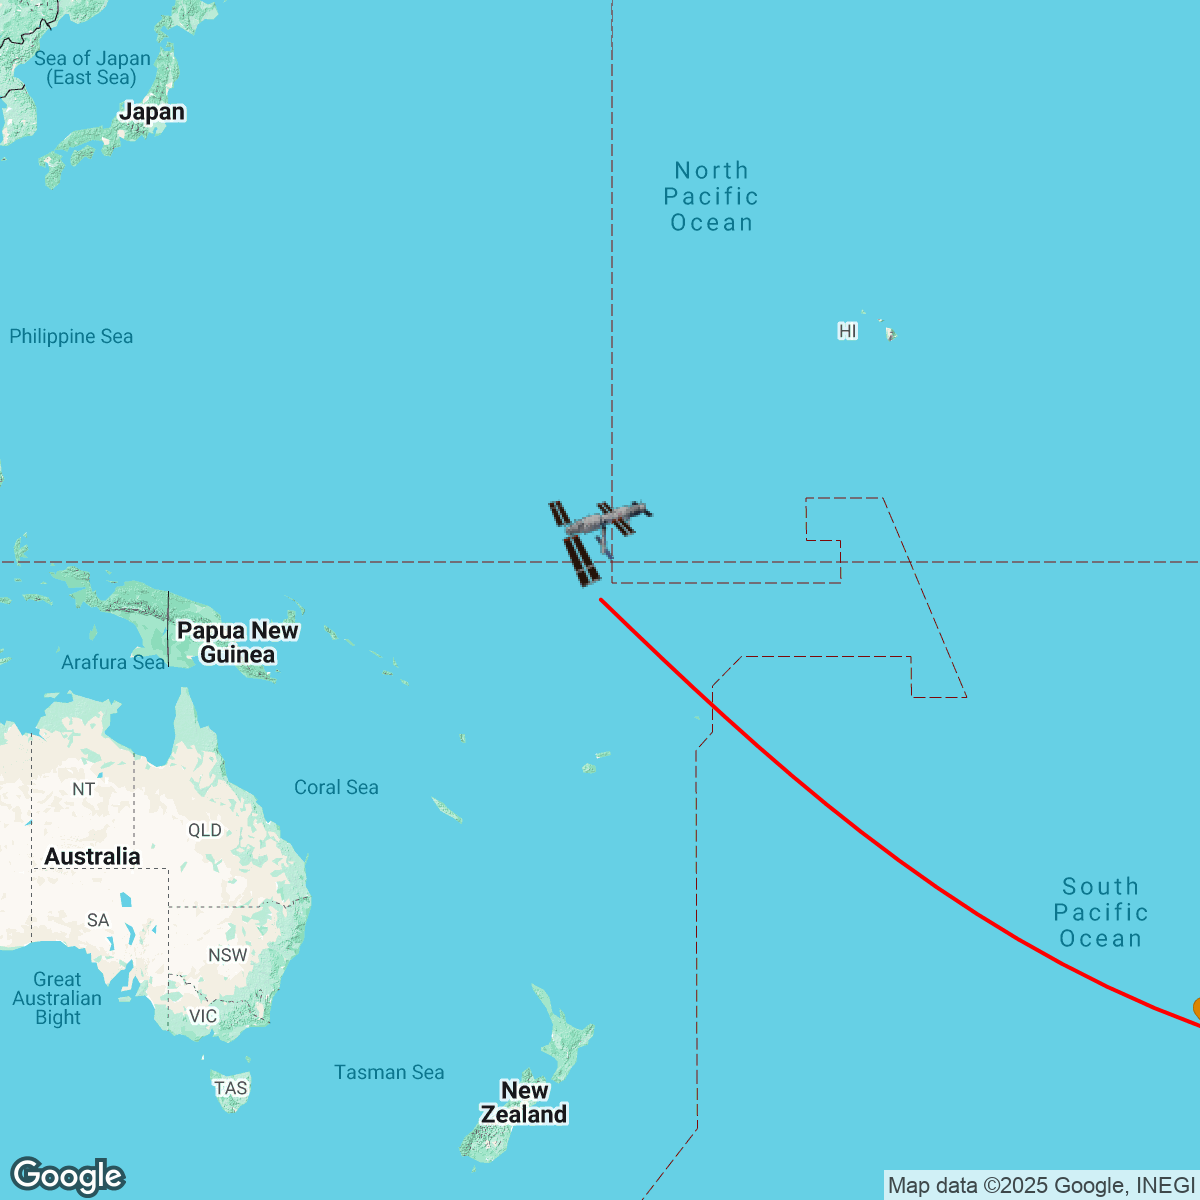 Sea of Japan
(East Sea)
Japan
North
Pacific
Ocean
Philippine Sea
HI
Papua New
Guinea
Arafura Sea
NT
Coral Sea
QLD
Australia
South
Pacific
Ocean
SA
NSW
Great
Australian
Bight
VIC
Tasman Sea
TAS
New
Zealand
Google
Map data ©2025 Google, INEGI